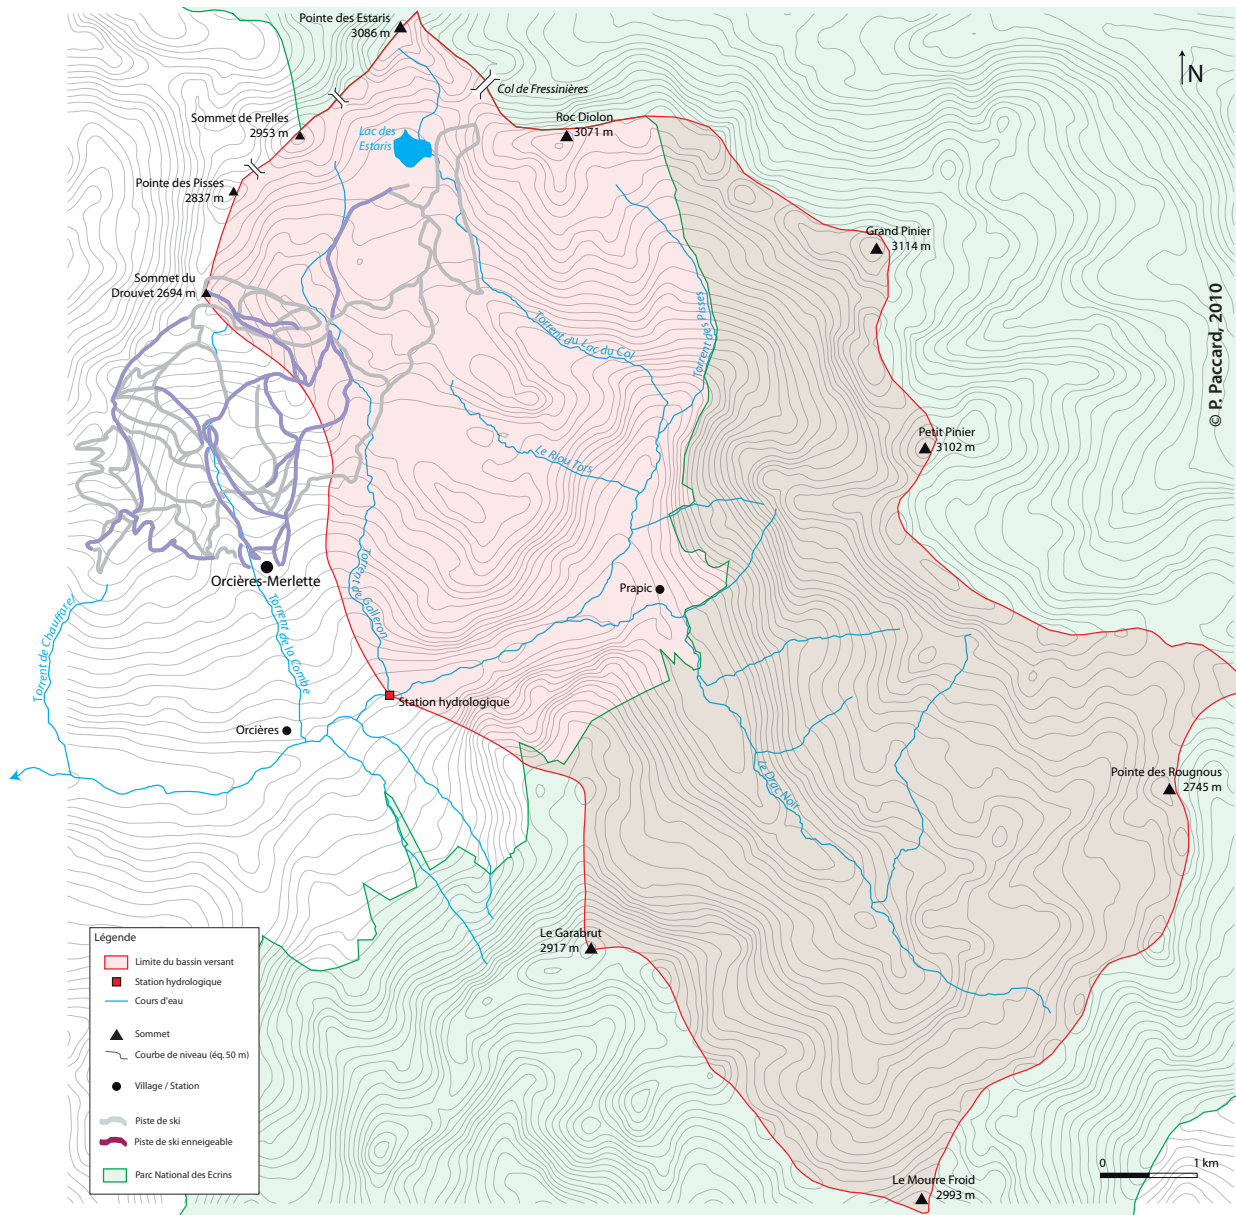 Pointe des Estaris
3086 m
N
Col de Fressinières
Sommet de Prelles
2953 m
Lac des
Estaris
Roc Diolon
3071 m
Pointe des Pisses
2837 m
Grand Pinier
3114 m
Sommet du
Drouvet 2694 m
© P. Paccard, 2010
Torrent des Pisses
Torrent du Lac du Col
Petit Pinier
3102 m
Le Riou Tors
Torrent de Galleron
Orcières-Merlette
Prapic
Torrent de Chauffarel
Torrent de la Combe
Station hydrologique
Orcières
Le Drac Noir
Pointe des Rougnous
2745 m
Le Garabrut
2917 m
Légende
Limite du bassin versant
Station hydrologique
Cours d'eau
Sommet
Courbe de niveau (éq. 50 m)
Village / Station
Piste de ski
Piste de ski enneigeable
Parc National des Ecrins
0 1 km
Le Mourre Froid
2993 m